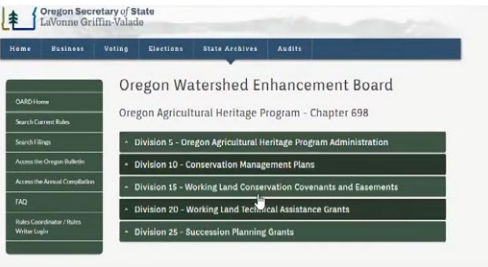 Oregon Secretary of State
LaVonne Griffin-Valade
Home Business Voting Elections State Archives Audits
Oregon Watershed Enhancement Board
Oregon Agricultural Heritage Program - Chapter 698
OARD Home
Search Current Rules
Search Filings
Access the Oregon Bulletin
Access the Annual Compilation
FAQ
Rules Coordinator / Rules
Writer Login
Division 5 - Oregon Agricultural Heritage Program Administration
Division 10 - Conservation Management Plans
Division 15 - Working Land Conservation Covenants and Easements
Division 20 - Working Land Technical Assistance Grants
Division 25 - Succession Planning Grants